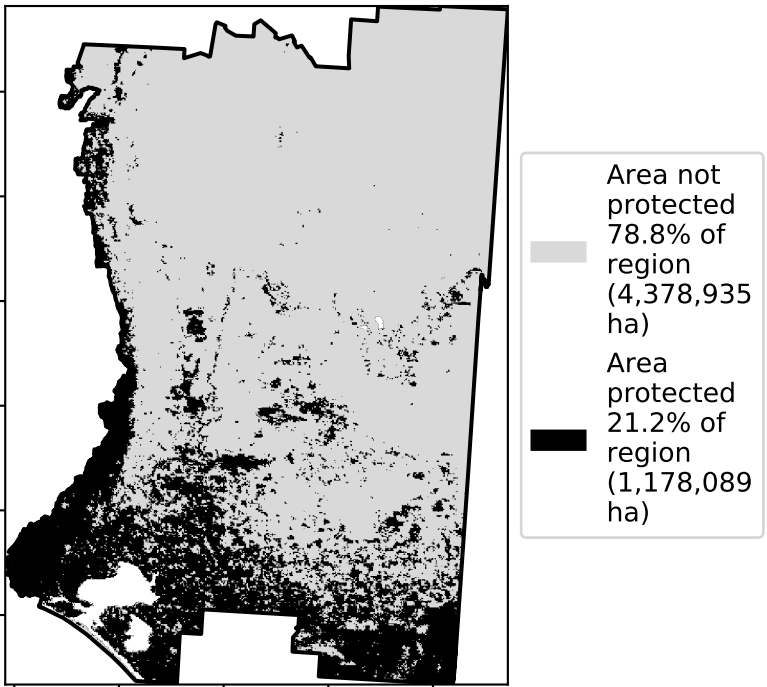 Area not
protected
78.8% of
region
(4,378,935
ha)
Area
protected
21.2% of
region
(1,178,089
ha)